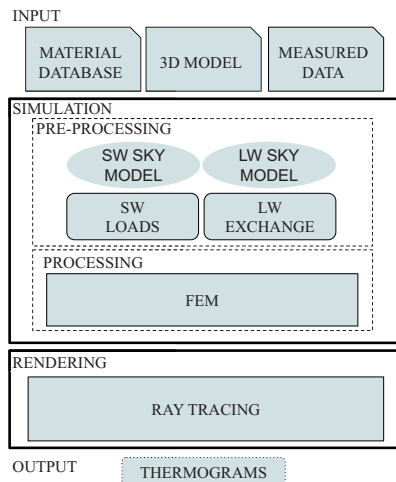 INPUT
MATERIAL
DATABASE
3D MODEL
MEASURED
DATA
SIMULATION
PRE-PROCESSING
SW SKY
MODEL
LW SKY
MODEL
SW
LOADS
LW
EXCHANGE
PROCESSING
FEM
RENDERING
RAY TRACING
OUTPUT
THERMOGRAMS